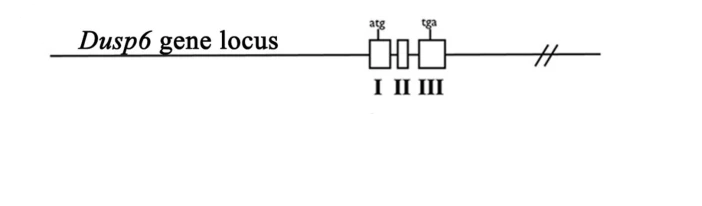 atg tga
Dusp6 gene locus
I II III